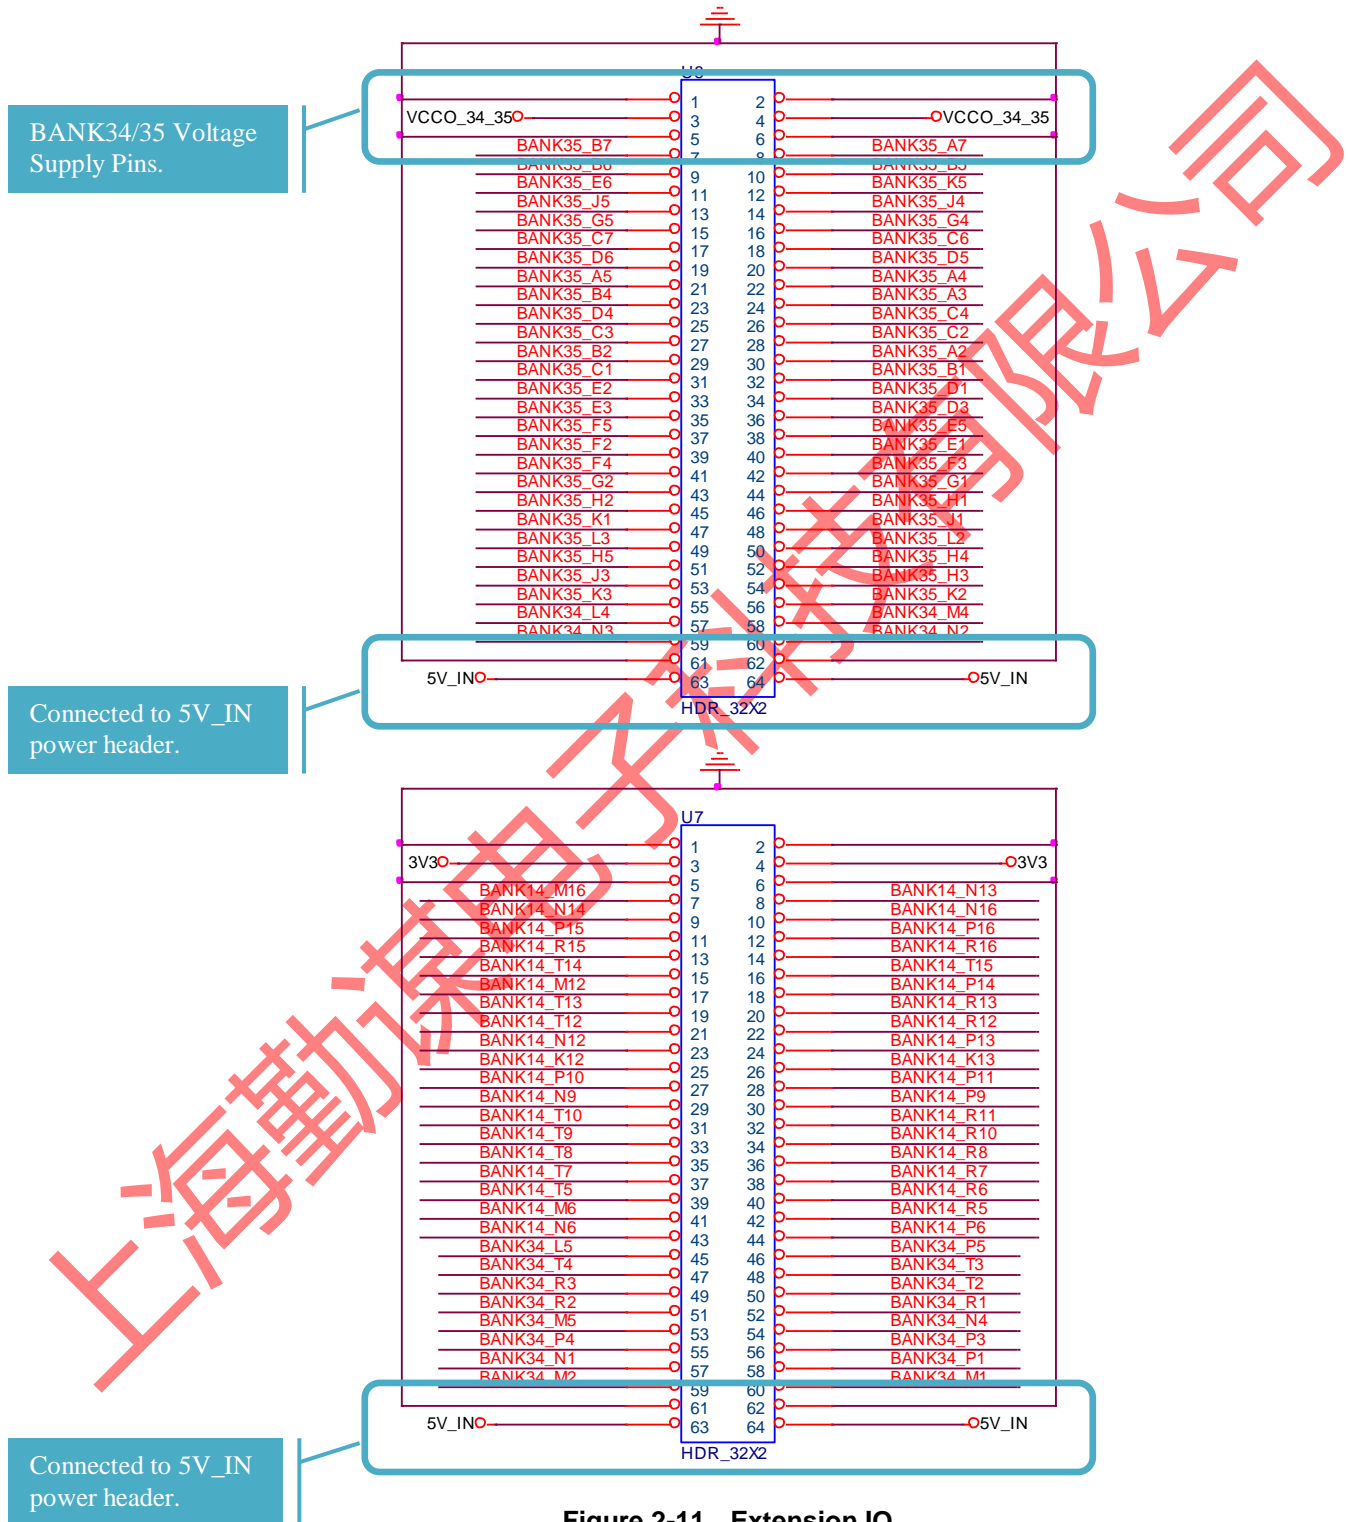 U6
1 2
VCCO_34_35 3 4 VCCO_34_35
5 6
BANK35_B7 7 8 BANK35_A7
BANK35_B6 9 10 BANK35_B5
BANK35_E6 11 12 BANK35_K5
BANK35_J5 13 14 BANK35_J4
BANK35_G5 15 16 BANK35_G4
BANK35_C7 17 18 BANK35_C6
BANK35_D6 19 20 BANK35_D5
BANK35_A5 21 22 BANK35_A4
BANK35_B4 23 24 BANK35_A3
BANK35_D4 25 26 BANK35_C4
BANK35_C3 27 28 BANK35_C2
BANK35_B2 29 30 BANK35_A2
BANK35_C1 31 32 BANK35_B1
BANK35_E2 33 34 BANK35_D1
BANK35_E3 35 36 BANK35_D3
BANK35_F5 37 38 BANK35_E5
BANK35_F2 39 40 BANK35_E1
BANK35_F4 41 42 BANK35_F3
BANK35_G2 43 44 BANK35_G1
BANK35_H2 45 46 BANK35_H1
BANK35_K1 47 48 BANK35_J1
BANK35_L3 49 50 BANK35_L2
BANK35_H5 51 52 BANK35_H4
BANK35_J3 53 54 BANK35_H3
BANK35_K3 55 56 BANK35_K2
BANK34_L4 57 58 BANK34_M4
BANK34_N3 59 60 BANK34_N2
61 62
5V_IN 63 64 5V_IN
HDR_32X2
BANK34/35 Voltage
Supply Pins.
Connected to 5V_IN
power header.
U7
1 2
3V3 3 4 3V3
5 6
BANK14_M16 7 8 BANK14_N13
BANK14_N14 9 10 BANK14_N16
BANK14_P15 11 12 BANK14_P16
BANK14_R15 13 14 BANK14_R16
BANK14_T14 15 16 BANK14_T15
BANK14_M12 17 18 BANK14_P14
BANK14_T13 19 20 BANK14_R13
BANK14_T12 21 22 BANK14_R12
BANK14_N12 23 24 BANK14_P13
BANK14_K12 25 26 BANK14_K13
BANK14_P10 27 28 BANK14_P11
BANK14_N9 29 30 BANK14_P9
BANK14_T10 31 32 BANK14_R11
BANK14_T9 33 34 BANK14_R10
BANK14_T8 35 36 BANK14_R8
BANK14_T7 37 38 BANK14_R7
BANK14_T5 39 40 BANK14_R6
BANK14_M6 41 42 BANK14_R5
BANK14_N6 43 44 BANK14_P6
BANK34_L5 45 46 BANK34_P5
BANK34_T4 47 48 BANK34_T3
BANK34_R3 49 50 BANK34_T2
BANK34_R2 51 52 BANK34_R1
BANK34_M5 53 54 BANK34_N4
BANK34_P4 55 56 BANK34_P3
BANK34_N1 57 58 BANK34_P1
BANK34_M2 59 60 BANK34_M1
61 62
5V_IN 63 64 5V_IN
HDR_32X2
Connected to 5V_IN
power header.
上海勤谋电子科技有限公司
Figure 2-11 Extension IO